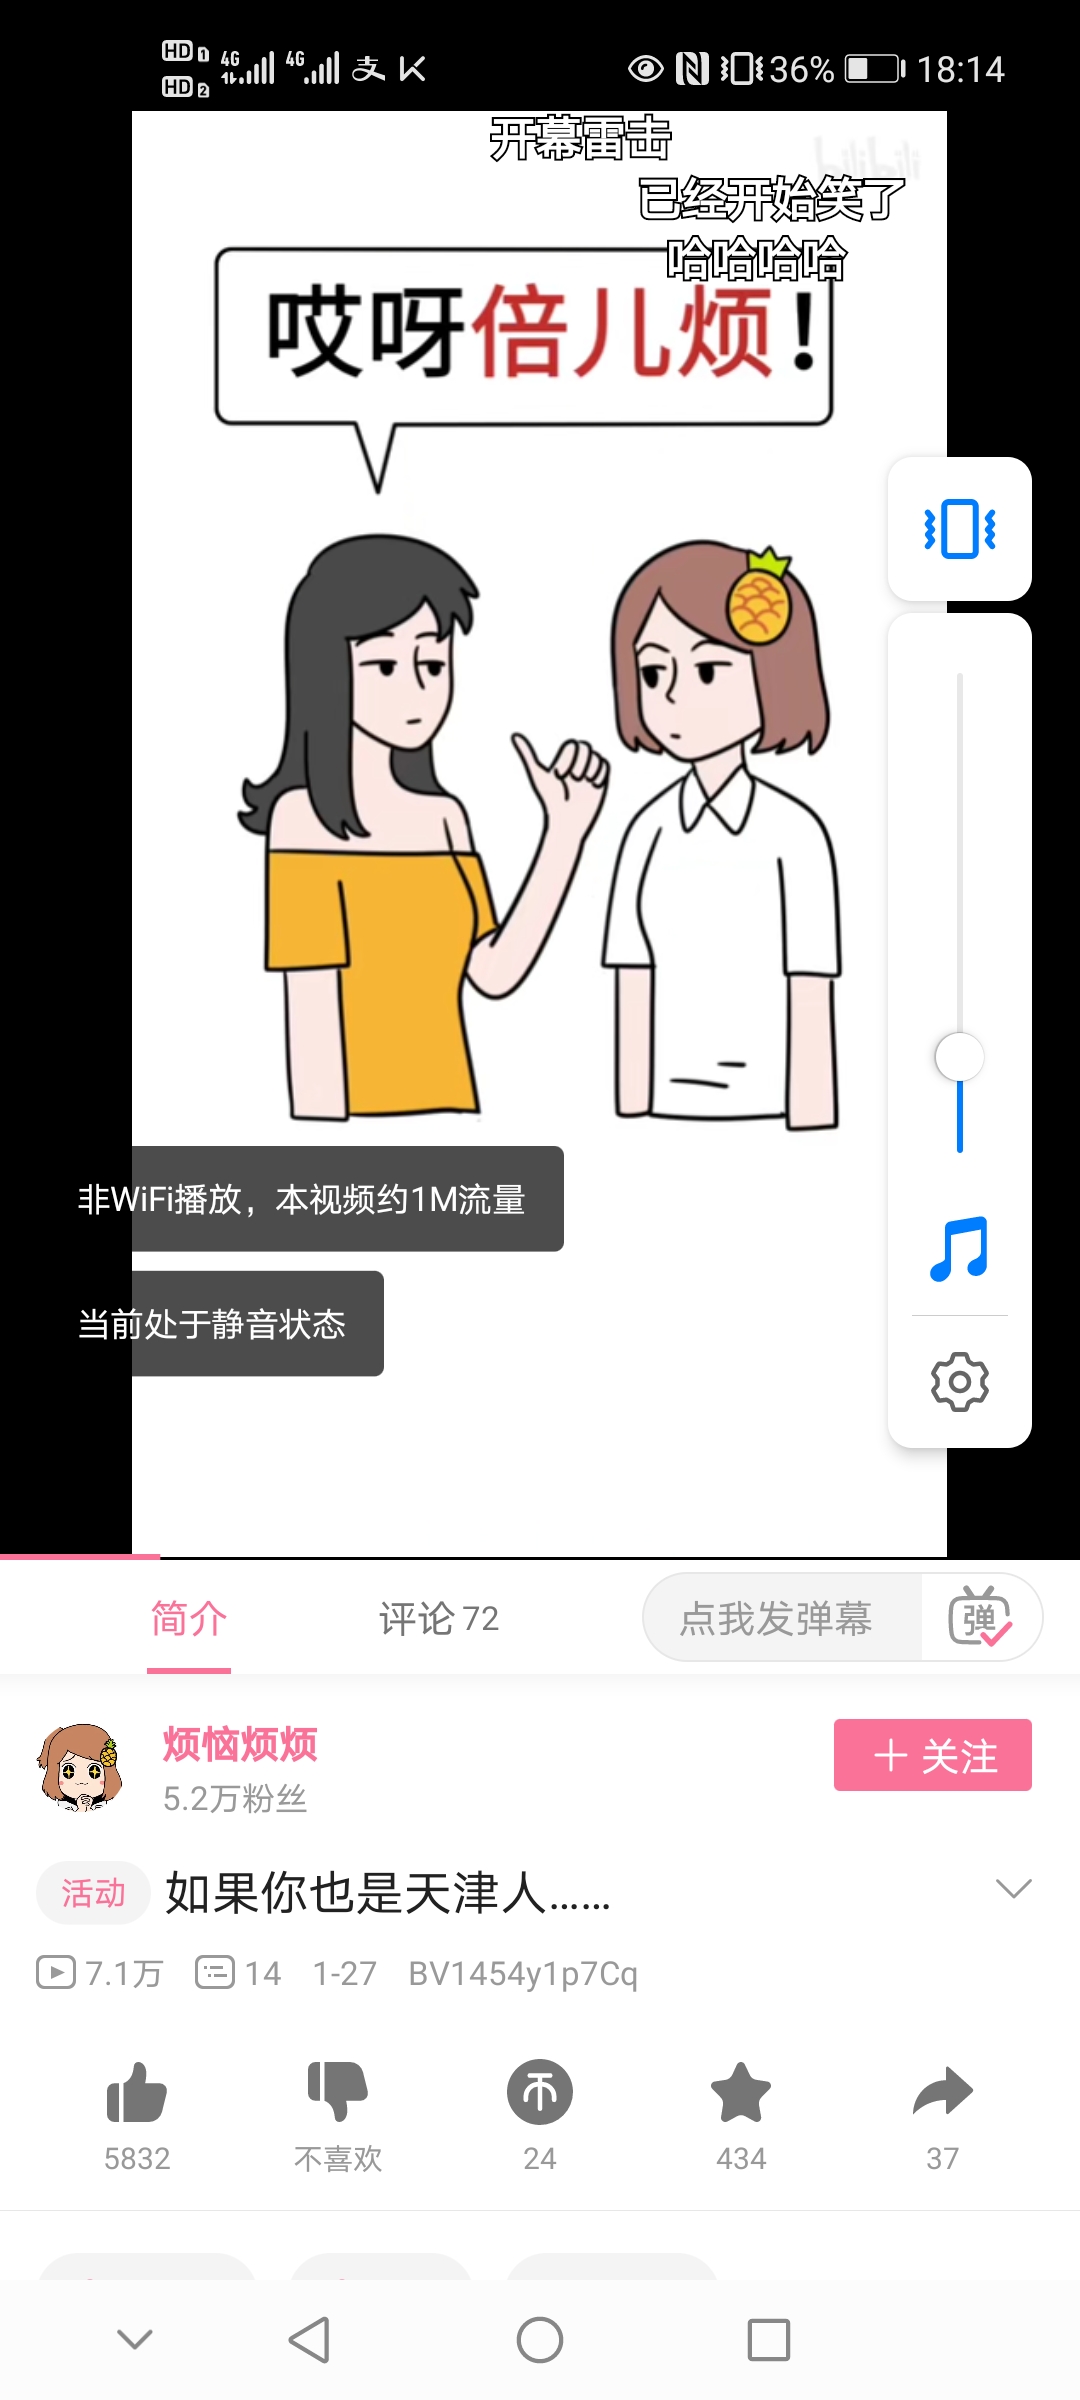 HD 1 4G 4G 支 K 36% 18:14
HD 2
开幕雷击
bilibili
已经开始笑了
哈哈哈哈
哎呀倍儿烦！
非WiFi播放，本视频约1M流量
当前处于静音状态
简介 评论 72 点我发弹幕 弹
烦恼烦烦
5.2万粉丝
+ 关注
活动 如果你也是天津人……
7.1万 14 1-27 BV1454y1p7Cq
5832 不喜欢 24 434 37